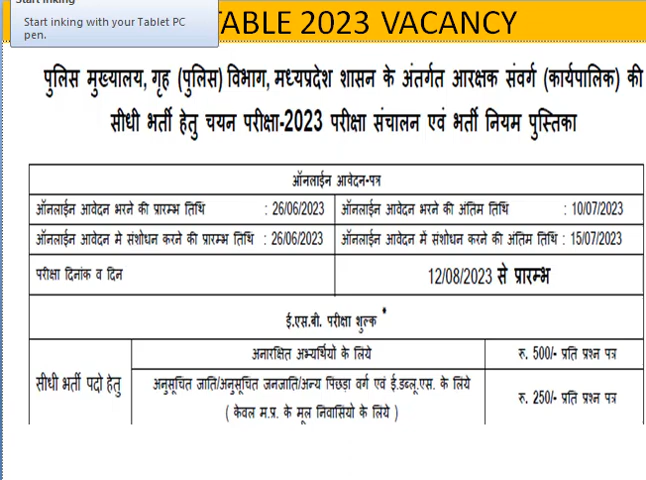 Start Inking
Start inking with your Tablet PC
pen.
TABLE 2023 VACANCY
पुलिस मुख्यालय, गृह (पुलिस) विभाग, मध्यप्रदेश शासन के अंतर्गत आरक्षक संवर्ग (कार्यपालिक) की
सीधी भर्ती हेतु चयन परीक्षा-2023 परीक्षा संचालन एवं भर्ती नियम पुस्तिका
ऑनलाईन आवेदन-पत्र
ऑनलाईन आवेदन भरने की प्रारम्भ तिथि : 26/06/2023 ऑनलाईन आवेदन भरने की अंतिम तिथि : 10/07/2023
ऑनलाईन आवेदन मे संशोधन करने की प्रारम्भ तिथि : 26/06/2023 ऑनलाईन आवेदन में संशोधन करने की अंतिम तिथि : 15/07/2023
परीक्षा दिनांक व दिन 12/08/2023 से प्रारम्भ
ई.एस.बी. परीक्षा शुल्क *
सीधी भर्ती पदो हेतु
अनारक्षित अभ्यर्थियो के लिये रु. 500/- प्रति प्रश्न पत्र
अनुसूचित जाति/अनुसूचित जनजाति/अन्य पिछड़ा वर्ग एवं ई.डब्लू.एस. के लिये
( केवल म.प्र. के मूल निवासियो के लिये ) रु. 250/- प्रति प्रश्न पत्र